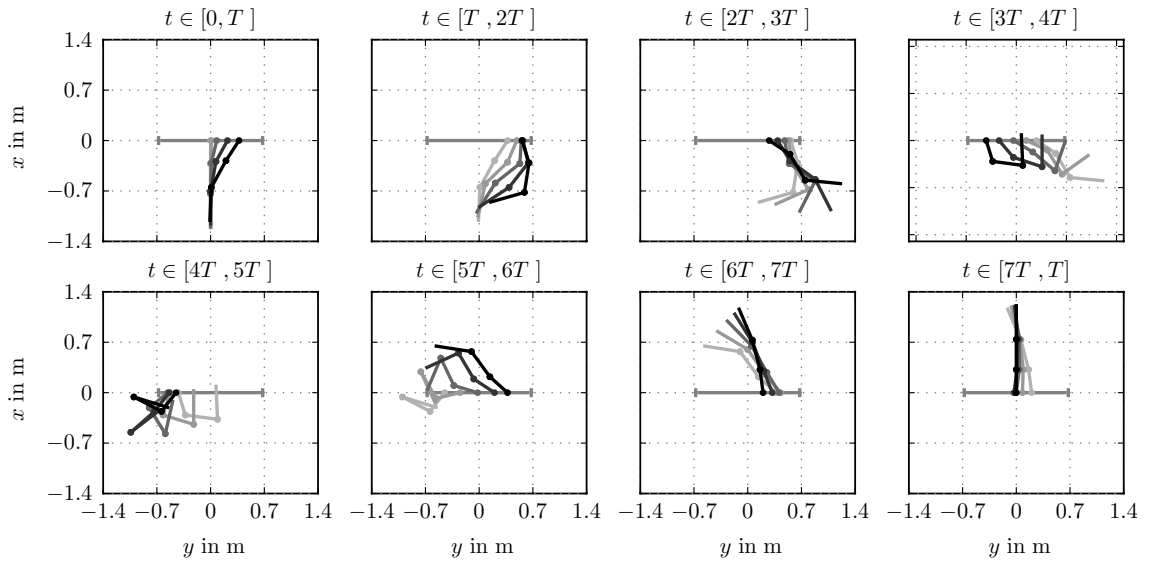 t ∈ [0, T ]
t ∈ [T , 2T ]
t ∈ [2T , 3T ]
t ∈ [3T , 4T ]
x in m
1.4
0.7
0
−0.7
−1.4
−1.4 −0.7 0 0.7 1.4
−1.4 −0.7 0 0.7 1.4
−1.4 −0.7 0 0.7 1.4
t ∈ [4T , 5T ]
t ∈ [5T , 6T ]
t ∈ [6T , 7T ]
t ∈ [7T , T]
x in m
1.4
0.7
0
−0.7
−1.4
−1.4 −0.7 0 0.7 1.4
y in m
y in m
y in m
y in m